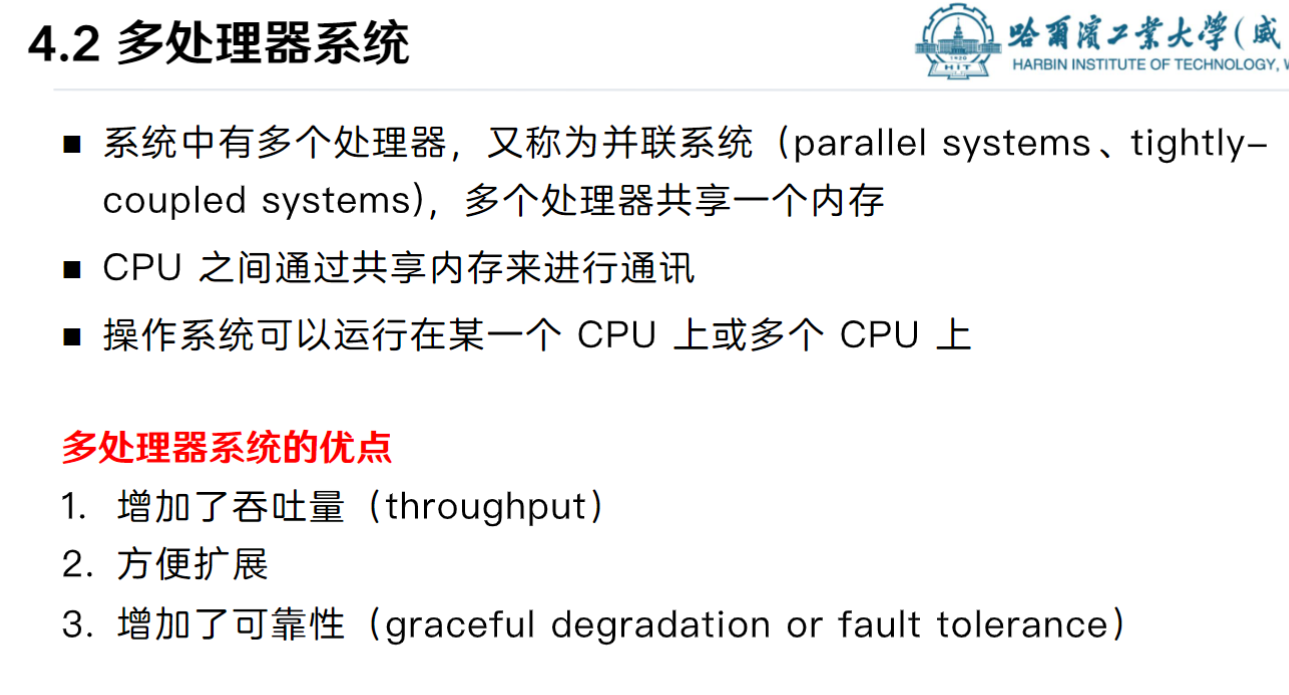 4.2 多处理器系统
哈爾濱工業大學(威
HARBIN INSTITUTE OF TECHNOLOGY, W
1920
HIT
■ 系统中有多个处理器，又称为并联系统（parallel systems、tightly-
coupled systems)，多个处理器共享一个内存
■ CPU 之间通过共享内存来进行通讯
■ 操作系统可以运行在某一个 CPU 上或多个 CPU 上
多处理器系统的优点
1. 增加了吞吐量（throughput）
2. 方便扩展
3. 增加了可靠性（graceful degradation or fault tolerance）